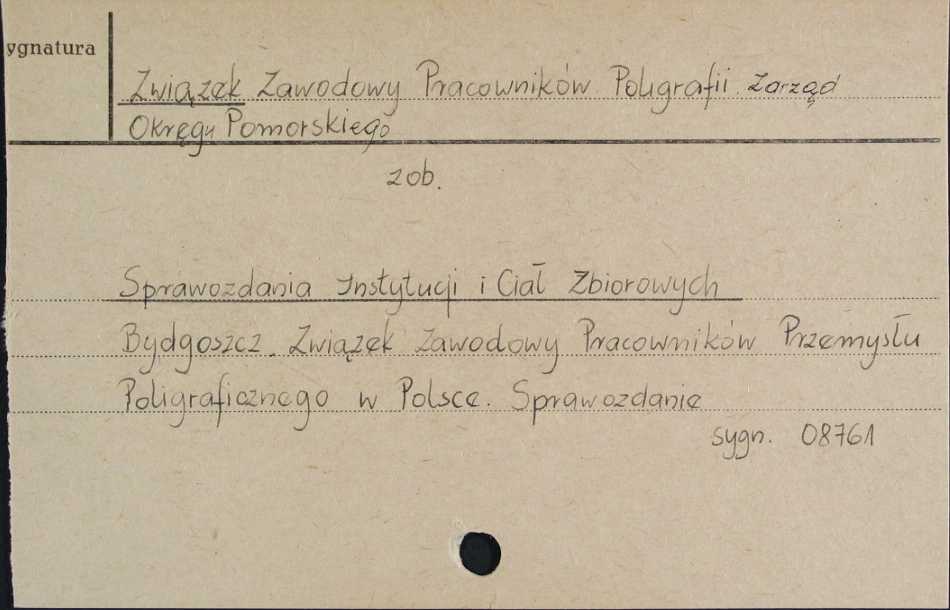 ygnatura
Związek Zawodowy Pracowników Poligrafii Zarząd
Okręgu Pomorskiego
zob.
Sprawozdania Instytucji i Ciał Zbiorowych
Bydgoszcz. Związek Zawodowy Pracowników Przemysłu
Poligraficznego w Polsce. Sprawozdanie
sygn. 08761